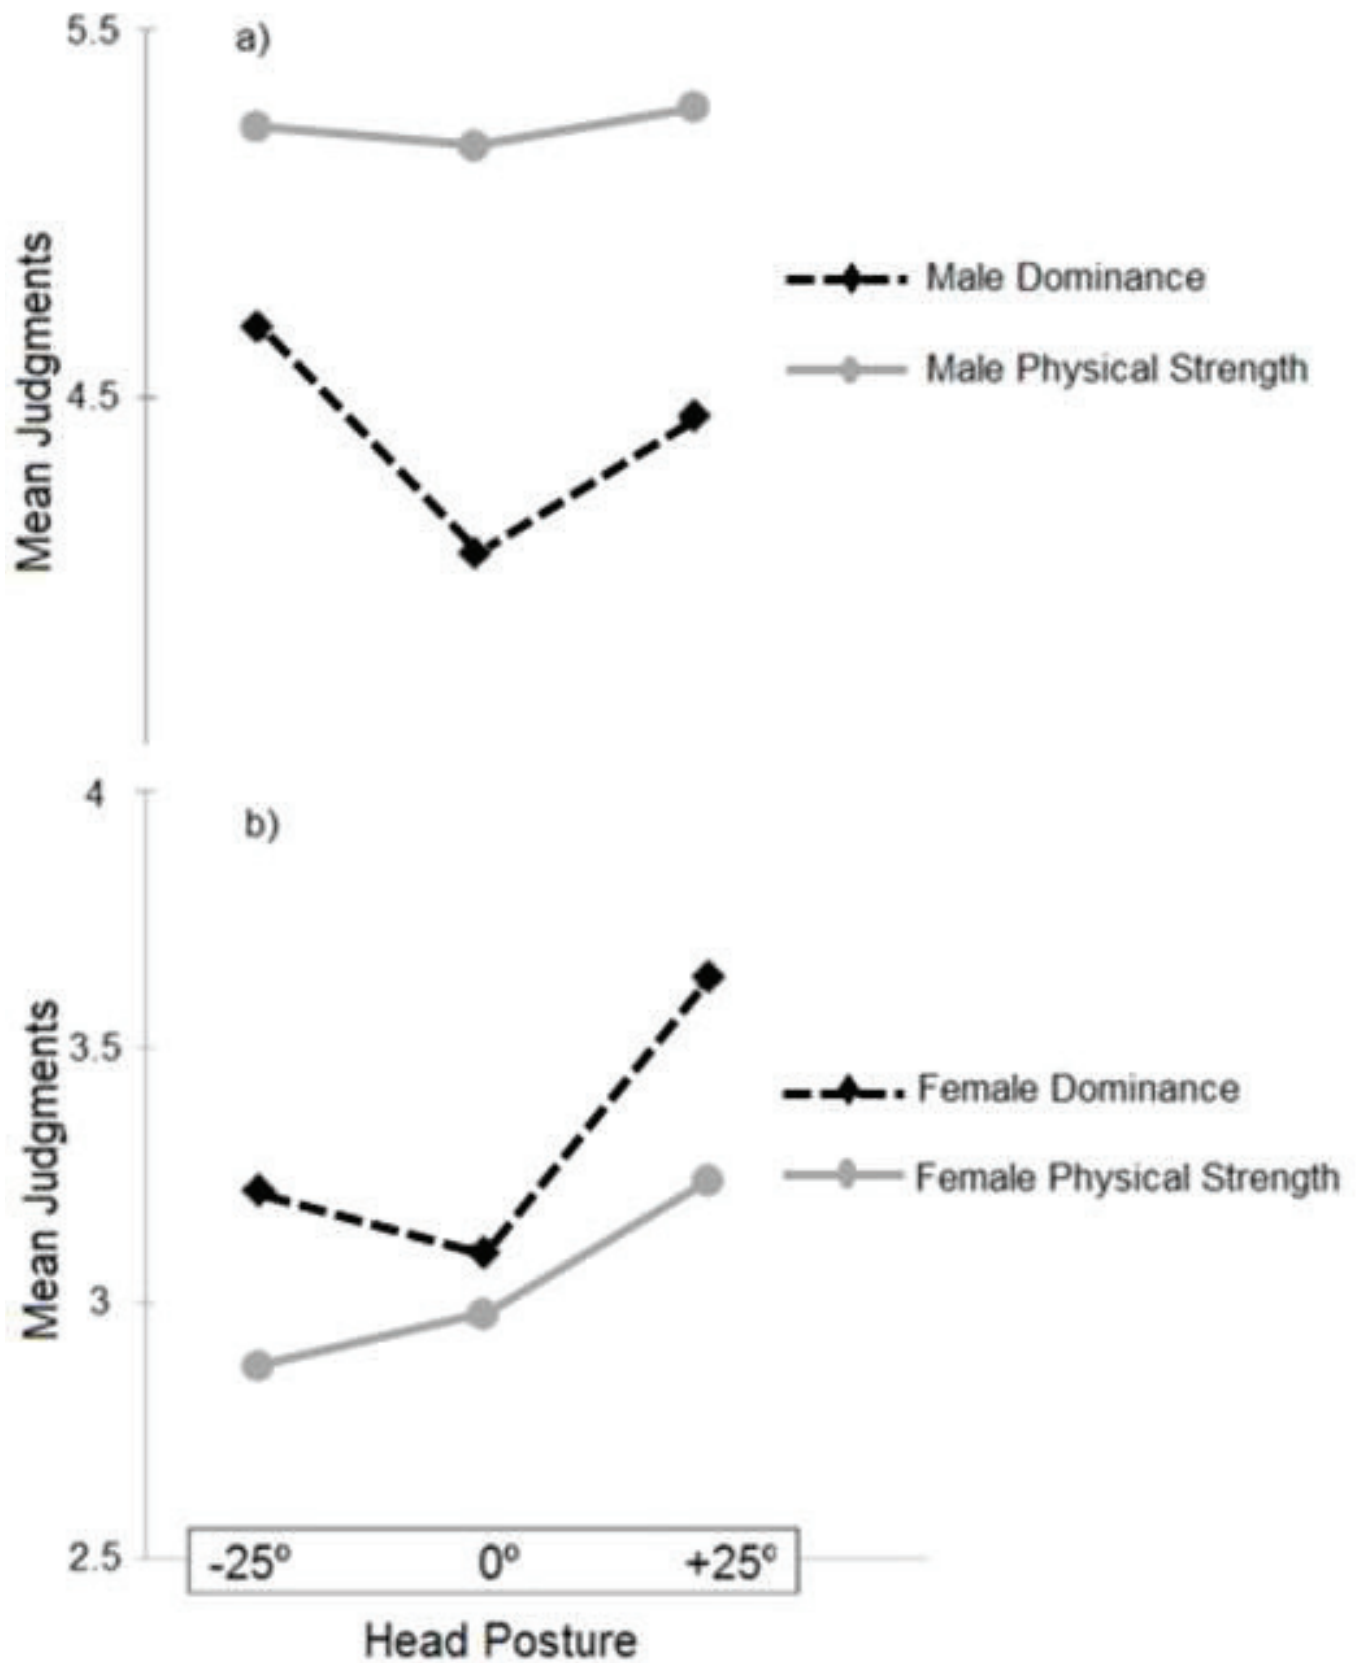 5.5
a)
Mean Judgments
4.5
Male Dominance
Male Physical Strength
4
b)
Mean Judgments
3.5
Female Dominance
Female Physical Strength
3
2.5
-25º 0º +25º
Head Posture